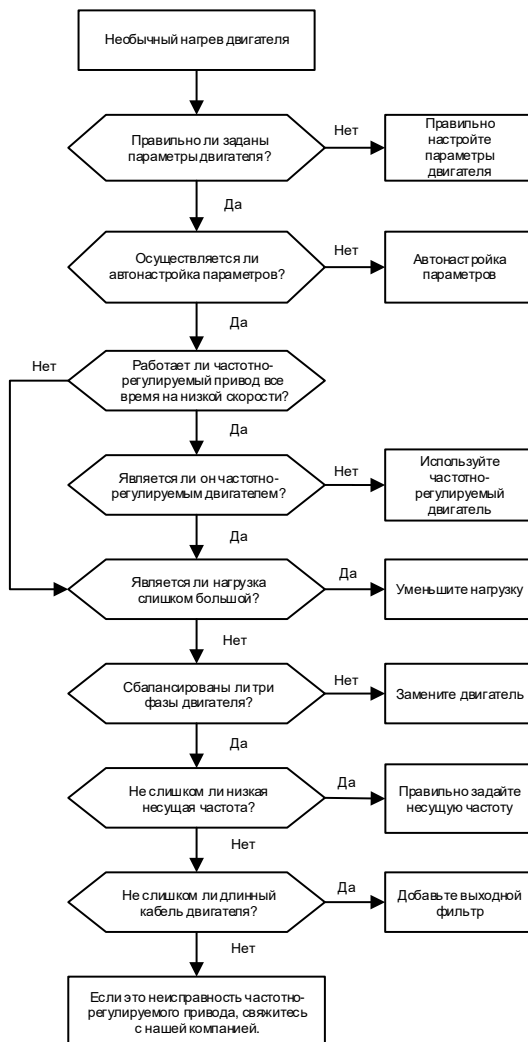 Необычный нагрев двигателя
Правильно ли заданы
параметры двигателя?
Нет
Правильно
настройте
параметры
двигателя
Да
Осуществляется ли
автонастройка параметров?
Нет
Автонастройка
параметров
Да
Нет
Работает ли частотно-
регулируемый привод все
время на низкой скорости?
Да
Является ли он частотно-
регулируемым двигателем?
Нет
Используйте
частотно-
регулируемый
двигатель
Да
Является ли нагрузка
слишком большой?
Да
Уменьшите нагрузку
Нет
Сбалансированы ли три
фазы двигателя?
Нет
Замените двигатель
Да
Не слишком ли низкая
несущая частота?
Да
Правильно задайте
несущую частоту
Нет
Не слишком ли длинный
кабель двигателя?
Да
Добавьте выходной
фильтр
Нет
Если это неисправность частотно-
регулируемого привода, свяжитесь
с нашей компанией.